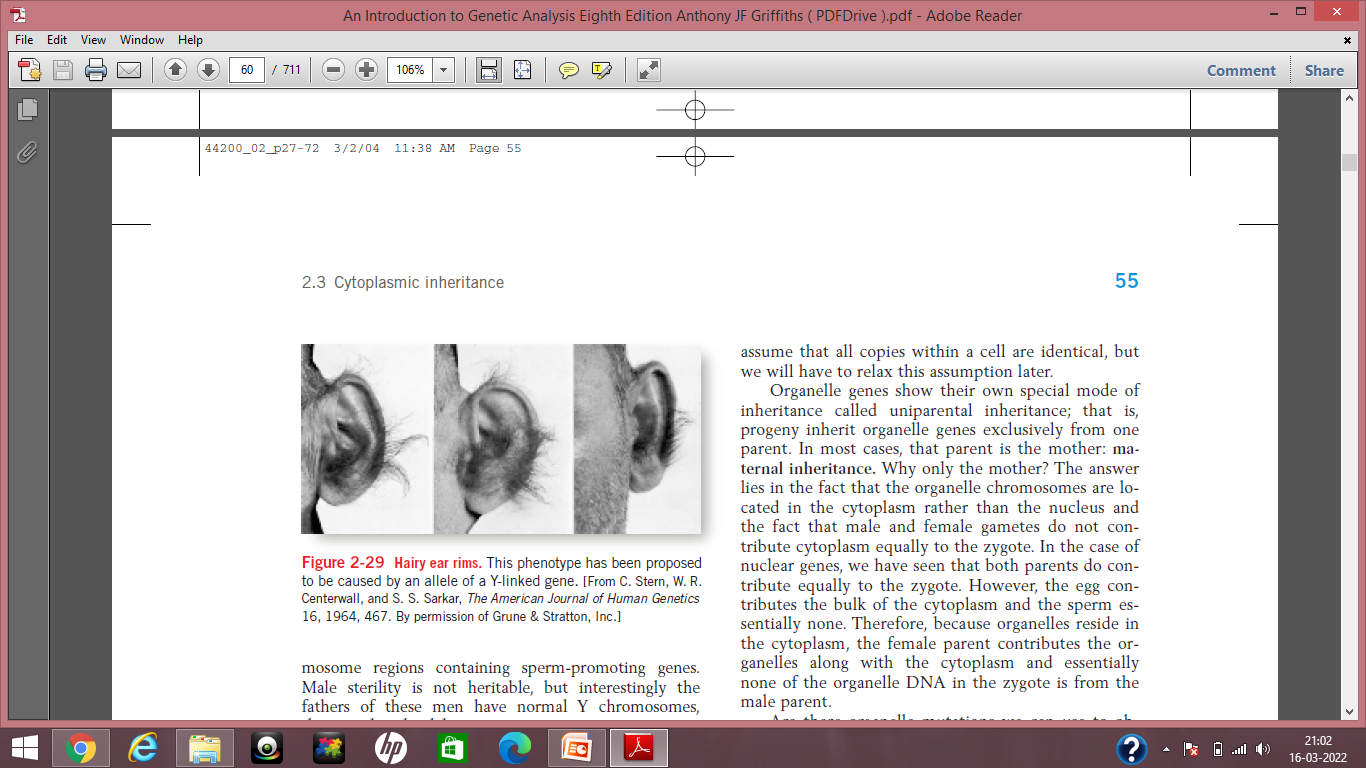 An Introduction to Genetic Analysis Eighth Edition Anthony JF Griffiths ( PDFDrive ).pdf - Adobe Reader
File Edit View Window Help
60 / 711 106% Comment Share
44200_02_p27-72 3/2/04 11:38 AM Page 55
2.3 Cytoplasmic inheritance 55
Figure 2-29 Hairy ear rims. This phenotype has been proposed
to be caused by an allele of a Y-linked gene. [From C. Stern, W. R.
Centerwall, and S. S. Sarkar, The American Journal of Human Genetics
16, 1964, 467. By permission of Grune & Stratton, Inc.]
mosome regions containing sperm-promoting genes.
Male sterility is not heritable, but interestingly the
fathers of these men have normal Y chromosomes,
assume that all copies within a cell are identical, but
we will have to relax this assumption later.
Organelle genes show their own special mode of
inheritance called uniparental inheritance; that is,
progeny inherit organelle genes exclusively from one
parent. In most cases, that parent is the mother: ma-
ternal inheritance. Why only the mother? The answer
lies in the fact that the organelle chromosomes are lo-
cated in the cytoplasm rather than the nucleus and
the fact that male and female gametes do not con-
tribute cytoplasm equally to the zygote. In the case of
nuclear genes, we have seen that both parents do con-
tribute equally to the zygote. However, the egg con-
tributes the bulk of the cytoplasm and the sperm es-
sentially none. Therefore, because organelles reside in
the cytoplasm, the female parent contributes the or-
ganelles along with the cytoplasm and essentially
none of the organelle DNA in the zygote is from the
male parent.
hp
21:02
16-03-2022